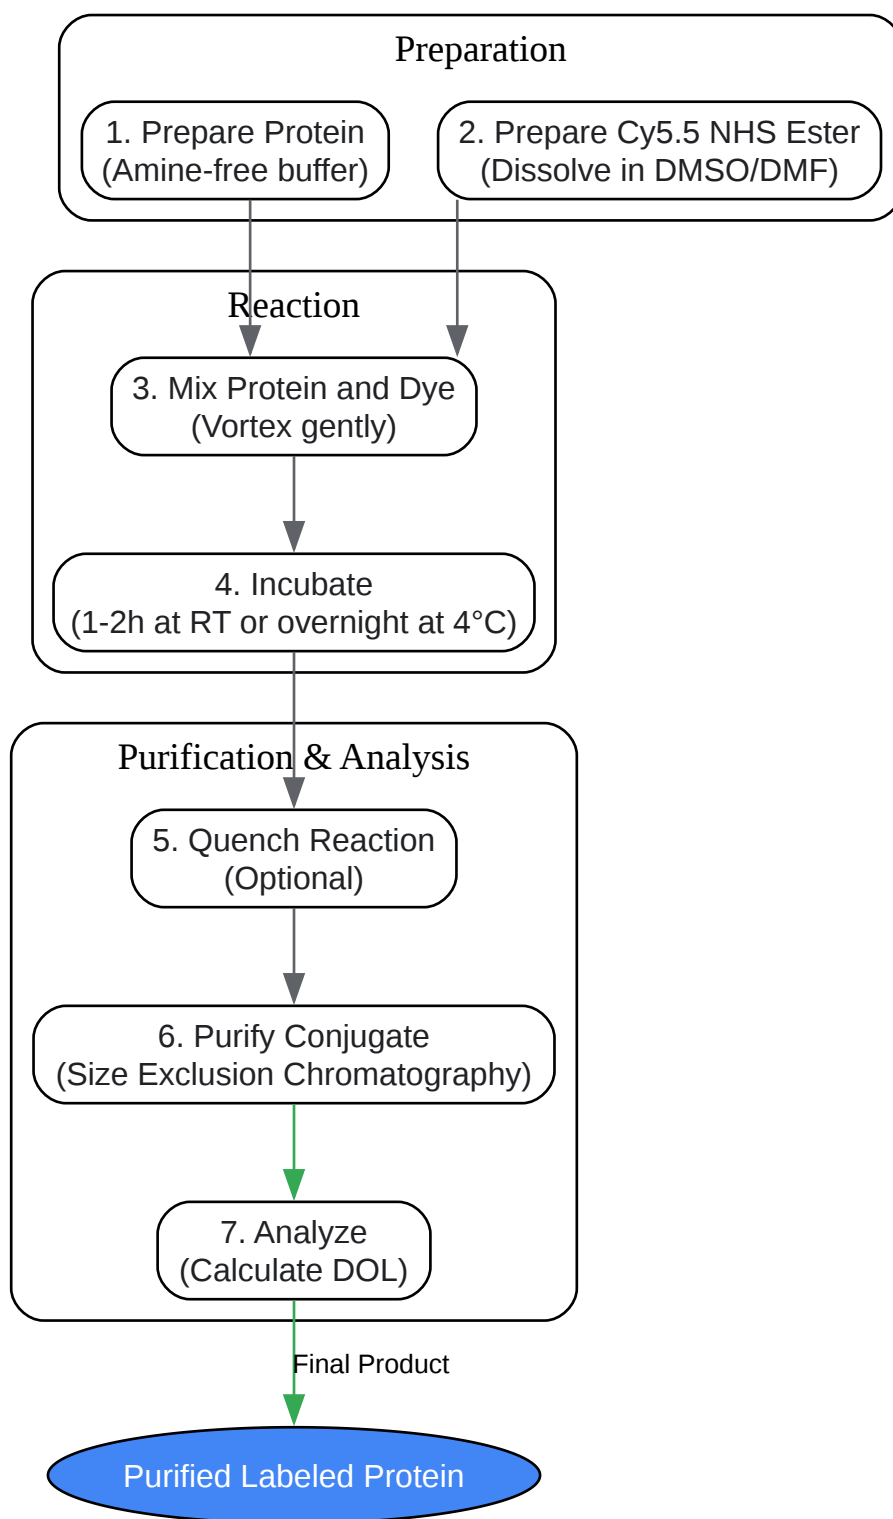 Preparation
1. Prepare Protein
(Amine-free buffer)
2. Prepare Cy5.5 NHS Ester
(Dissolve in DMSO/DMF)
Reaction
3. Mix Protein and Dye
(Vortex gently)
4. Incubate
(1-2h at RT or overnight at 4°C)
Purification & Analysis
5. Quench Reaction
(Optional)
6. Purify Conjugate
(Size Exclusion Chromatography)
7. Analyze
(Calculate DOL)
Final Product
Purified Labeled Protein